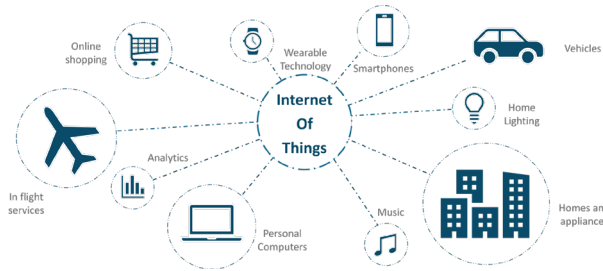 Online
shopping
Wearable
Technology
Smartphones
Vehicles
Internet
Of
Things
Home
Lighting
In flight
services
Analytics
Personal
Computers
Music
Homes an
appliance